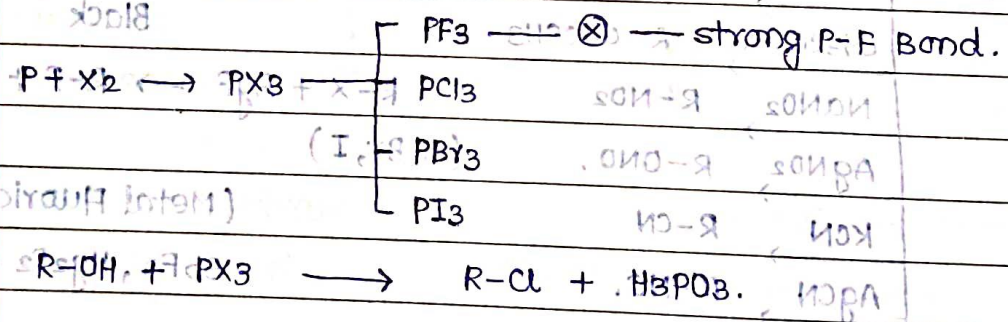 PF3 — ⊗ — strong P-F Bond.
P + X2 → PX3 — PCl3
PBr3
PI3
R-OH + PX3 → R-Cl + H3PO3.